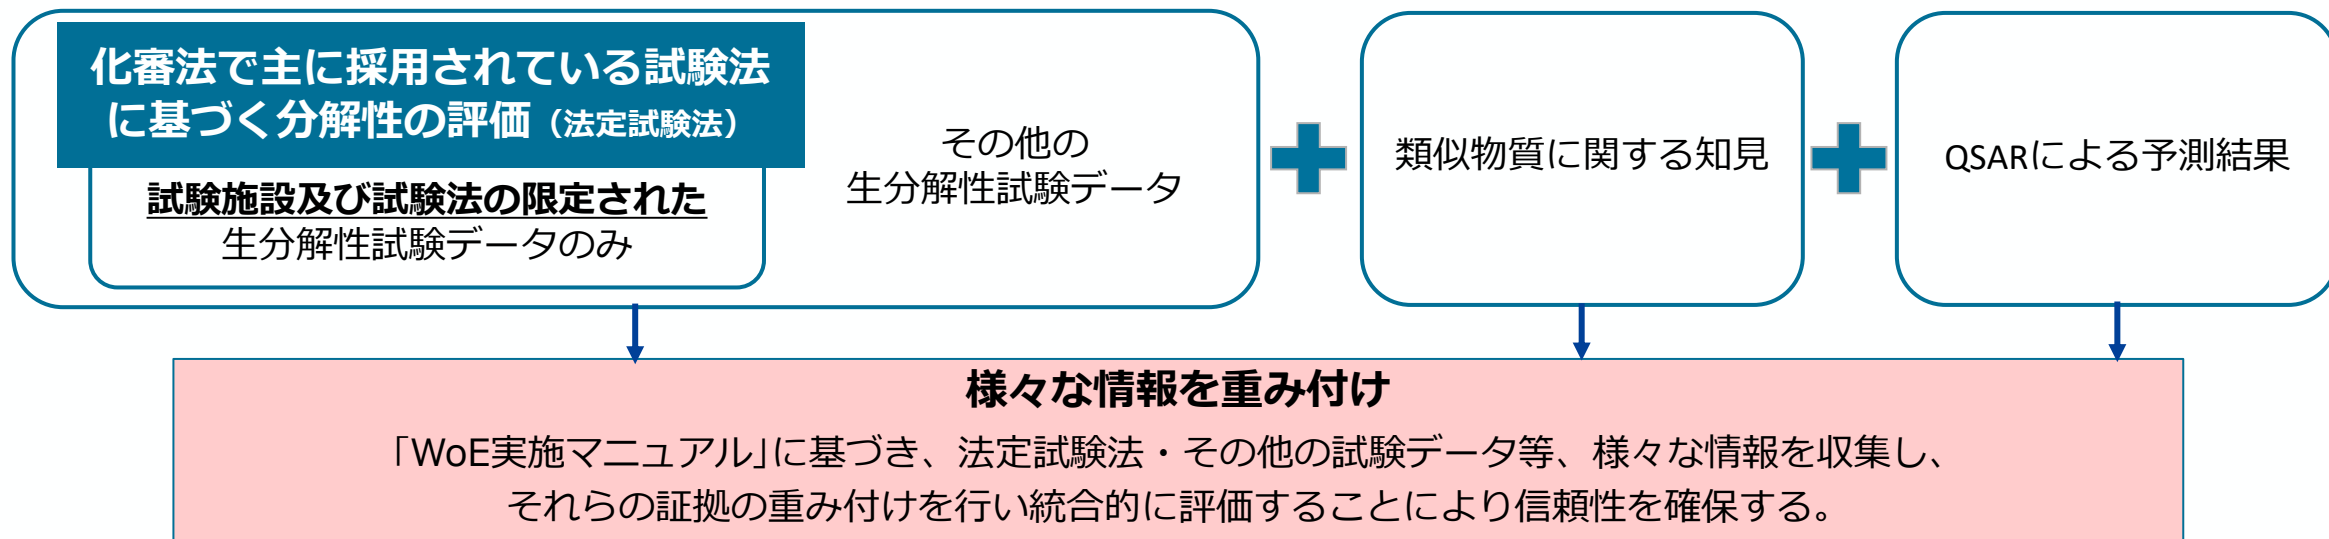 化審法で主に採用されている試験法
に基づく分解性の評価（法定試験法）
試験施設及び試験法の限定された
生分解性試験データのみ
その他の
生分解性試験データ
類似物質に関する知見
QSARによる予測結果
様々な情報を重み付け
「WoE実施マニュアル」に基づき、法定試験法・その他の試験データ等、様々な情報を収集し、
それらの証拠の重み付けを行い統合的に評価することにより信頼性を確保する。